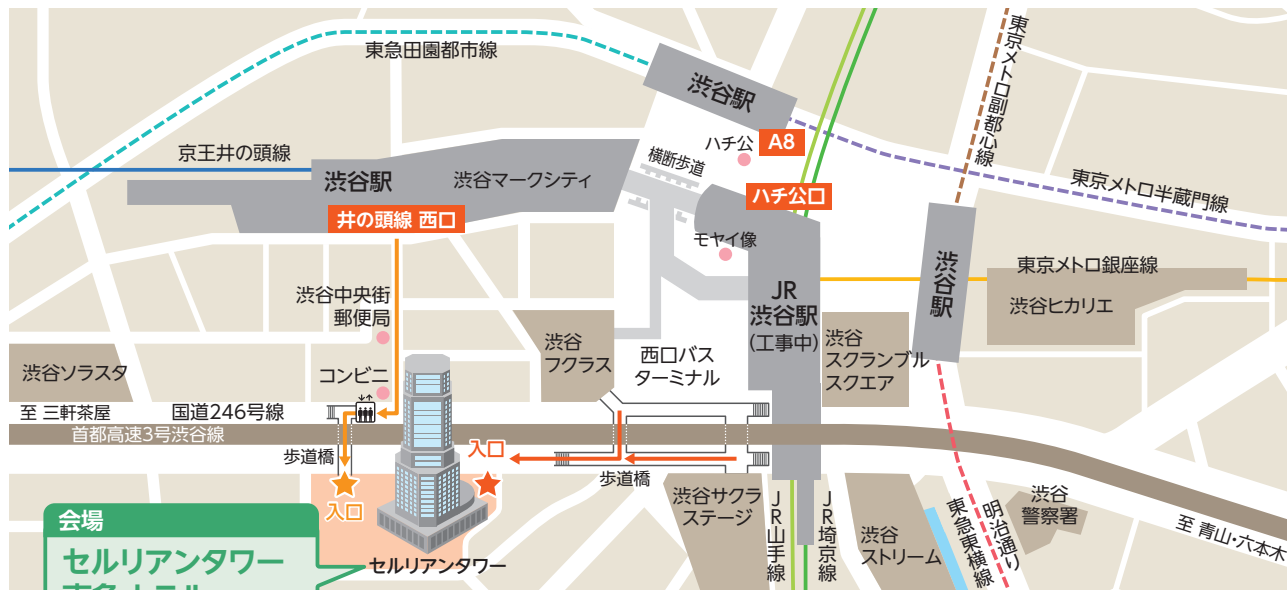 東急田園都市線
渋谷駅
東京メトロ副都心線
ハチ公
A8
京王井の頭線
渋谷駅
渋谷マークシティ
横断歩道
東京メトロ半蔵門線
井の頭線 西口
ハチ公口
モヤイ像
渋谷駅
東京メトロ銀座線
渋谷ヒカリエ
渋谷中央街
郵便局
JR
渋谷駅
(工事中)
渋谷
フクラス
西口バス
ターミナル
渋谷
スクランブル
スクエア
渋谷ソラスタ
コンビニ
至 三軒茶屋
国道246号線
首都高速3号渋谷線
歩道橋
入口
入口
歩道橋
渋谷サクラ
ステージ
JR山手線
JR埼京線
渋谷
ストリーム
東急東横線
明治通り
渋谷
警察署
至 青山・六本木
セルリアンタワー
会場
セルリアンタワー
東急ホテル